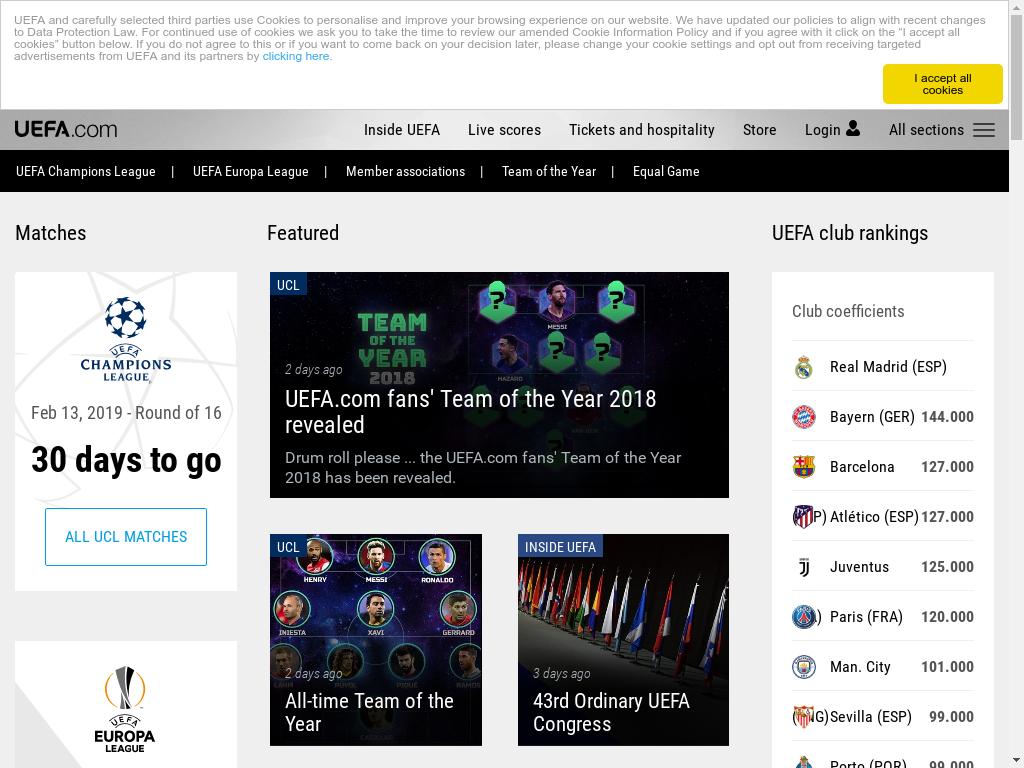 UEFA and carefully selected third parties use Cookies to personalise and improve your browsing experience on our website. We have updated our policies to align with recent changes
to Data Protection Law. For continued use of cookies we ask you to take the time to review our amended Cookie Information Policy and if you agree with it click on the “I accept all
cookies” button below. If you do not agree to this or if you want to come back on your decision later, please change your cookie settings and opt out from receiving targeted
advertisements from UEFA and its partners by clicking here.
I accept all
cookies
UEFA.com
Inside UEFA
Live scores
Tickets and hospitality
Store
Login
All sections
UEFA Champions League |
UEFA Europa League |
Member associations |
Team of the Year |
Equal Game
Matches
UEFA
CHAMPIONS
LEAGUE
Feb 13, 2019 - Round of 16
30 days to go
ALL UCL MATCHES
UEFA
EUROPA
LEAGUE
Featured
UCL
TEAM
OF THE
YEAR
2018
MESSI
HAZARD
2 days ago
UEFA.com fans' Team of the Year 2018
revealed
Drum roll please ... the UEFA.com fans' Team of the Year
2018 has been revealed.
UCL
HENRY MESSI RONALDO
INIESTA XAVI GERRARD
LAHM PUYOL PIQUÉ RAMOS
2 days ago
All-time Team of the
Year
INSIDE UEFA
3 days ago
43rd Ordinary UEFA
Congress
UEFA club rankings
Club coefficients
Real Madrid (ESP)
Bayern (GER) 144.000
Barcelona 127.000
Atlético (ESP) 127.000
Juventus 125.000
Paris (FRA) 120.000
Man. City 101.000
Sevilla (ESP) 99.000
Porto (POR) 99.000